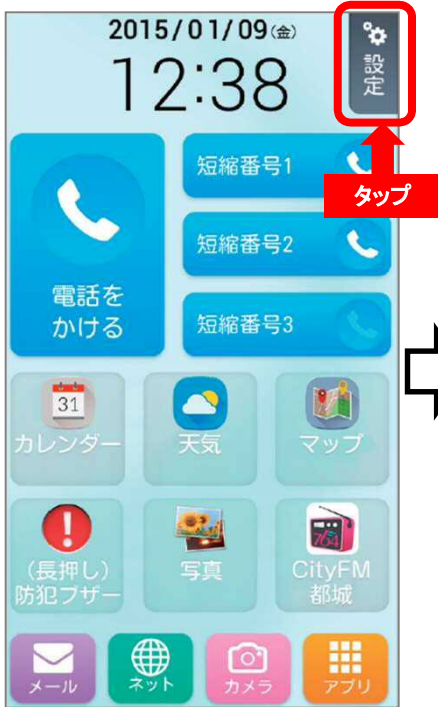 2015/01/09(金)
12:38
設定
タップ
電話を
かける
短縮番号1
短縮番号2
短縮番号3
31
カレンダー
天気
マップ
(長押し)
防犯ブザー
写真
764
CityFM
都城
メール
ネット
カメラ
アプリ